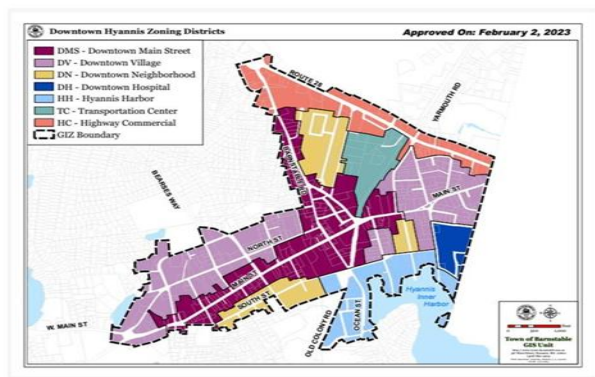 Downtown Hyannis Zoning Districts
Approved On: February 2, 2023
DMS - Downtown Main Street
DV - Downtown Village
DN - Downtown Neighborhood
DH - Downtown Hospital
HH - Hyannis Harbor
TC - Transportation Center
HC - Highway Commercial
GIZ Boundary
ROUTE 28
YARMOUTH RD
BEARSES WAY
MAIN ST
NORTH ST
MAIN ST
SOUTH ST
W. MAIN ST
OLD COLONY RD
OCEAN ST
Hyannis
Inner
Harbor
Town of Barnstable
GIS Unit